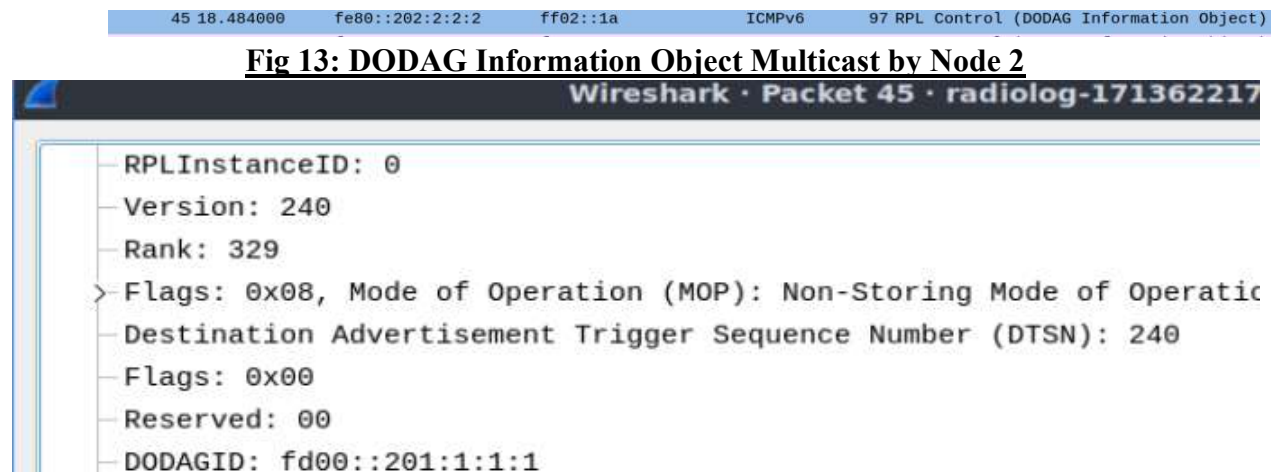 45 18.484000 fe80::202:2:2:2 ff02::1a ICMPv6 97 RPL Control (DODAG Information Object)
Fig 13: DODAG Information Object Multicast by Node 2
Wireshark · Packet 45 · radiolog-171362217
RPLInstanceID: 0
Version: 240
Rank: 329
Flags: 0x08, Mode of Operation (MOP): Non-Storing Mode of Operatio
Destination Advertisement Trigger Sequence Number (DTSN): 240
Flags: 0x00
Reserved: 00
DODAGID: fd00::201:1:1:1